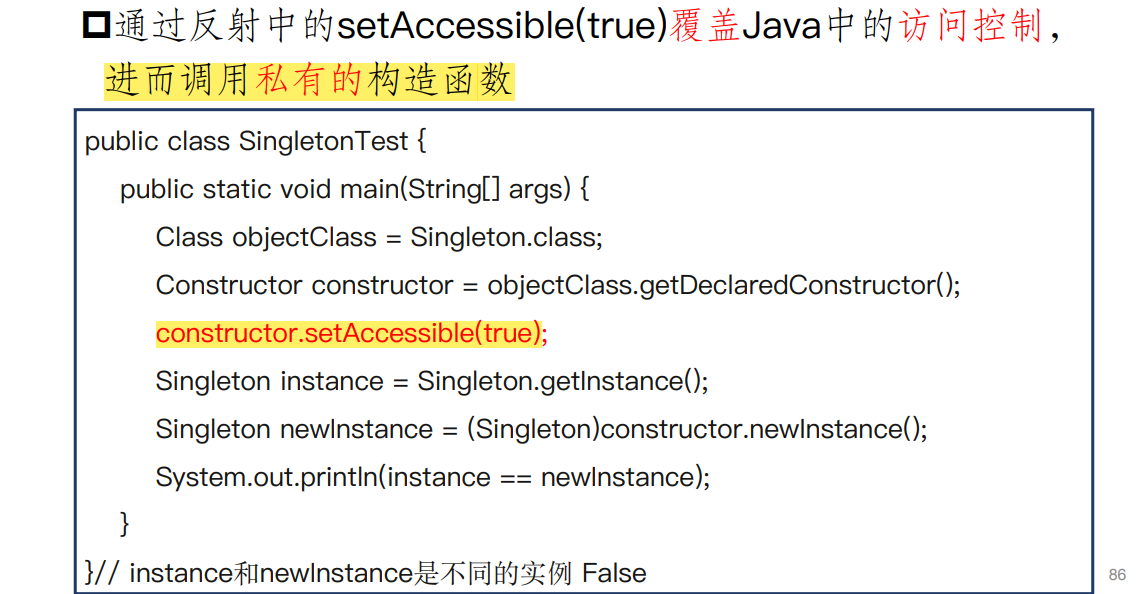 通过反射中的setAccessible(true)覆盖Java中的访问控制，
进而调用私有的构造函数
public class SingletonTest {
public static void main(String[] args) {
Class objectClass = Singleton.class;
Constructor constructor = objectClass.getDeclaredConstructor();
constructor.setAccessible(true);
Singleton instance = Singleton.getInstance();
Singleton newInstance = (Singleton)constructor.newInstance();
System.out.println(instance == newInstance);
}
}// instance和newInstance是不同的实例 False
86